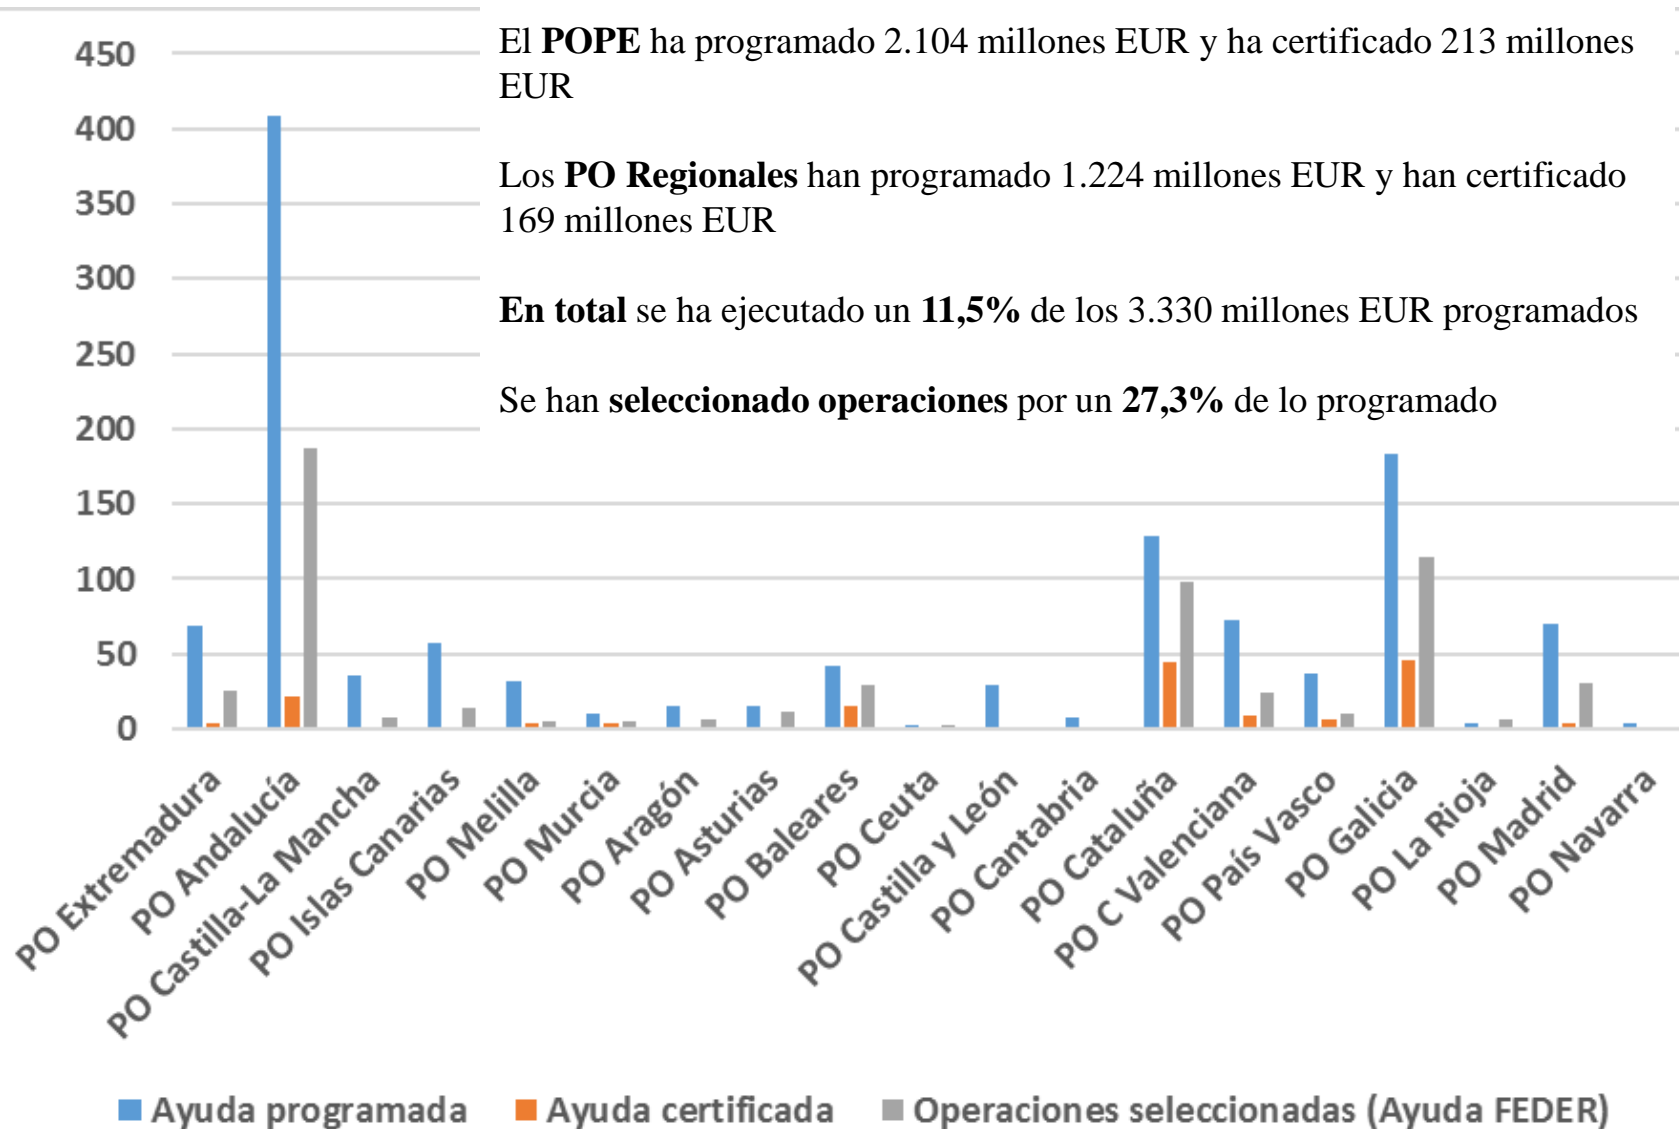 El POPE ha programado 2.104 millones EUR y ha certificado 213 millones
EUR
Los PO Regionales han programado 1.224 millones EUR y han certificado
169 millones EUR
En total se ha ejecutado un 11,5% de los 3.330 millones EUR programados
Se han seleccionado operaciones por un 27,3% de lo programado
450
400
350
300
250
200
150
100
50
0
PO Extremadura
PO Andalucía
PO Castilla-La Mancha
PO Islas Canarias
PO Melilla
PO Murcia
PO Aragón
PO Asturias
PO Baleares
PO Ceuta
PO Castilla y León
PO Cantabria
PO Cataluña
PO C Valenciana
PO País Vasco
PO Galicia
PO La Rioja
PO Madrid
PO Navarra
Ayuda programada
Ayuda certificada
Operaciones seleccionadas (Ayuda FEDER)